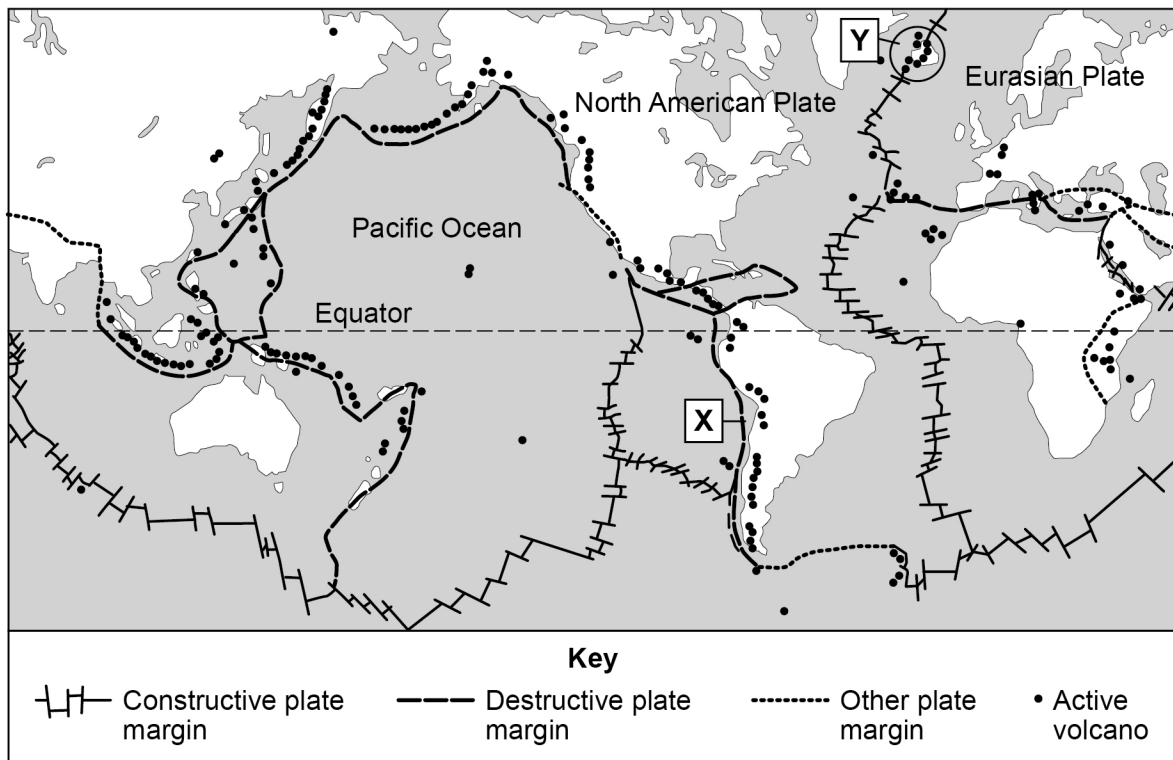 Y
Eurasian Plate
North American Plate
Pacific Ocean
Equator
X
Key
Constructive plate
margin
Destructive plate
margin
Other plate
margin
Active
volcano